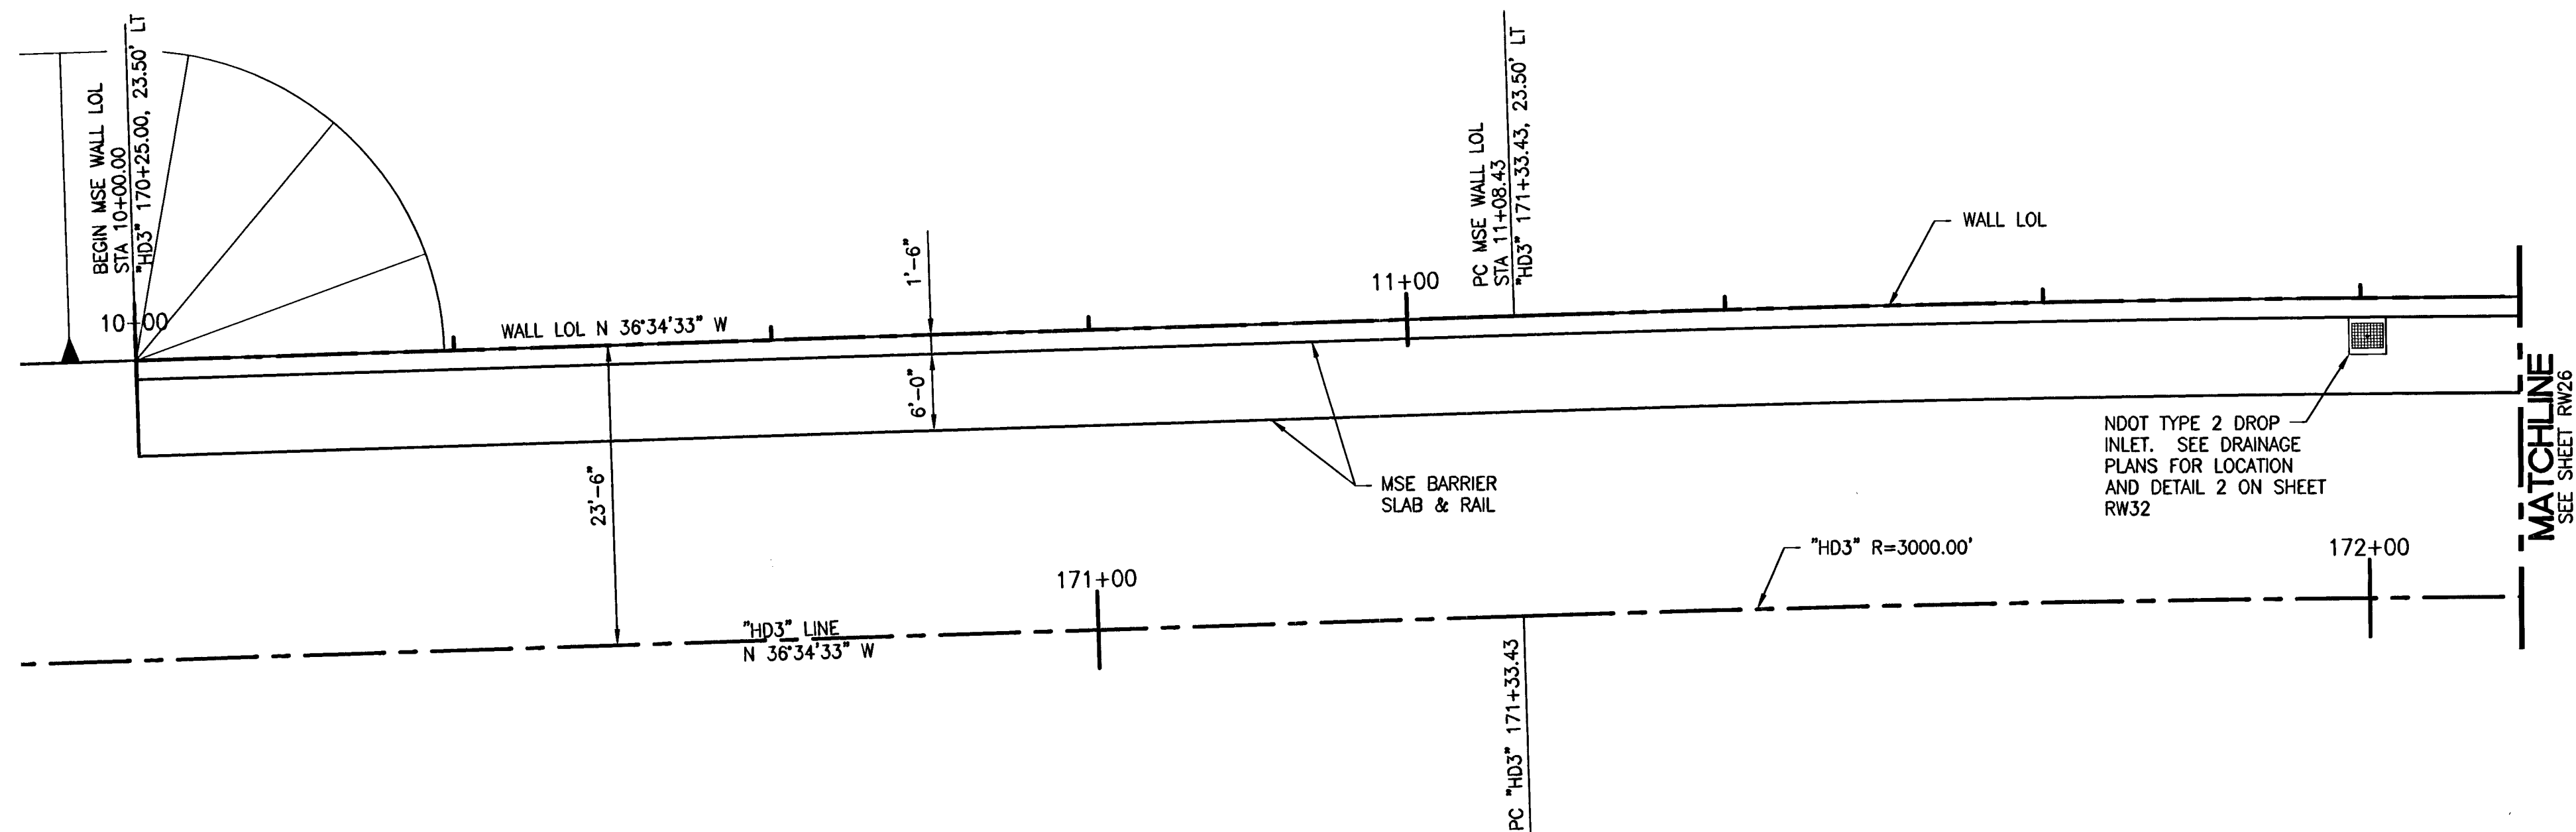 BEGIN MSE WALL LOL
STA 10+00.00
"HD3" 170+25.00, 23.50' LT
10+00
WALL LOL N 36°34'33" W
1'-6"
6'-0"
23'-6"
11+00
PC MSE WALL LOL
STA 11+08.43
"HD3" 171+33.43, 23.50' LT
WALL LOL
MSE BARRIER
SLAB & RAIL
NDOT TYPE 2 DROP
INLET. SEE DRAINAGE
PLANS FOR LOCATION
AND DETAIL 2 ON SHEET
RW32
MATCHLINE
SEE SHEET RW26
"HD3" R=3000.00'
172+00
171+00
"HD3" LINE
N 36°34'33" W
PC "HD3" 171+33.43